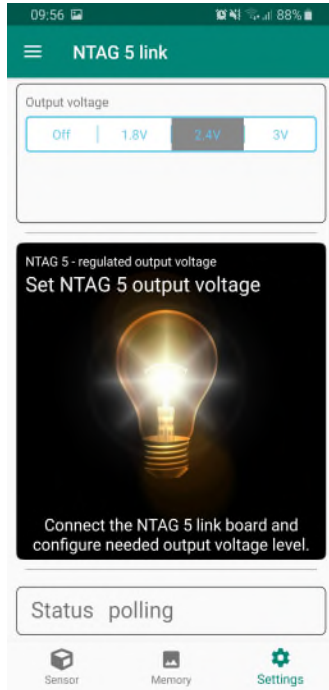 09:56 88%
NTAG 5 link
Output voltage
Off 1.8V 2.4V 3V
NTAG 5 - regulated output voltage
Set NTAG 5 output voltage
Connect the NTAG 5 link board and
configure needed output voltage level.
Status polling
Sensor Memory Settings